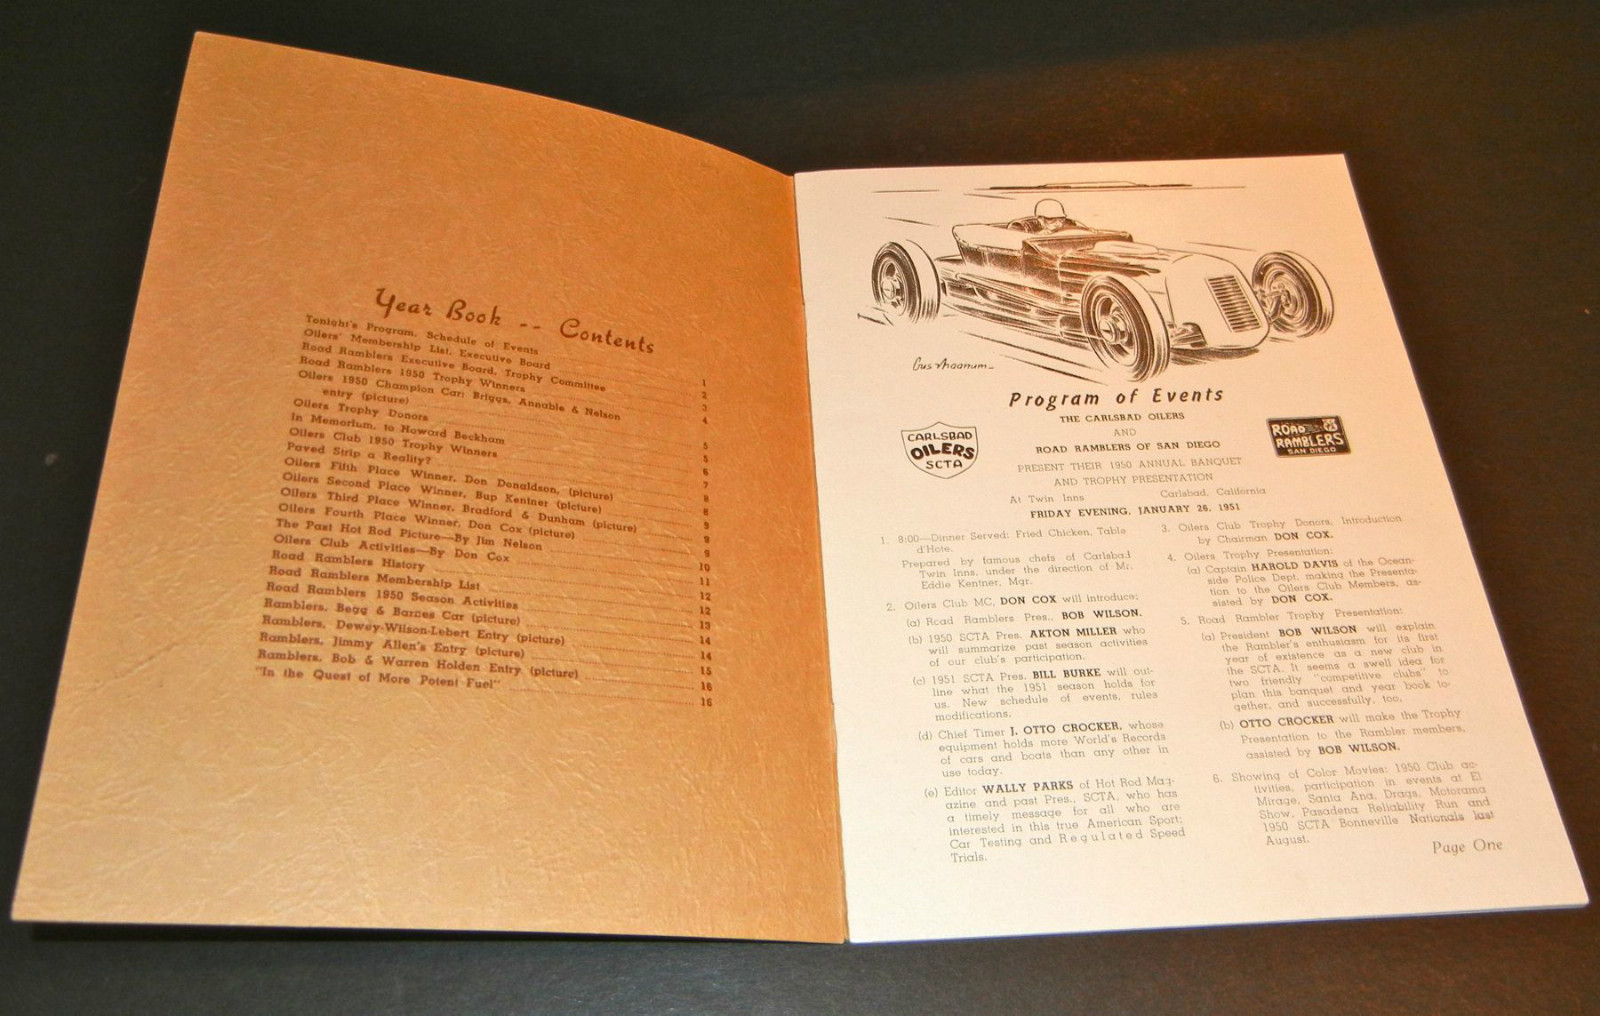 Year Book -- Contents
Tonight's Program, Schedule of Events 1
Oilers' Membership List, Executive Board 2
Road Ramblers Executive Board, Trophy Committee 3
Road Ramblers 1950 Trophy Winners 4
Oilers 1950 Champion Car: Briggs, Annable & Nelson
entry (picture) 5
Oilers Trophy Donors 5
In Memorium, to Howard Beckham 6
Oilers Club 1950 Trophy Winners 7
Paved Strip a Reality? 8
Oilers Fifth Place Winner, Don Donaldson, (picture) 8
Oilers Second Place Winner, Bup Kentner (picture) 9
Oilers Third Place Winner, Bradford & Dunham (picture) 9
Oilers Fourth Place Winner, Don Cox (picture) 9
The Past Hot Rod Picture—By Jim Nelson 10
Oilers Club Activities—By Don Cox 11
Road Ramblers History 12
Road Ramblers Membership List 12
Road Ramblers 1950 Season Activities 13
Ramblers, Begg & Barnes Car (picture) 14
Ramblers, Dewey-Wilson-Lebert Entry (picture) 14
Ramblers, Jimmy Allen's Entry (picture) 15
Ramblers, Bob & Warren Holden Entry (picture) 16
"In the Quest of More Potent Fuel" 16
Gus
Program of Events
THE CARLSBAD OILERS
AND
ROAD RAMBLERS OF SAN DIEGO
PRESENT THEIR 1950 ANNUAL BANQUET
AND TROPHY PRESENTATION
At Twin Inns Carlsbad, California
FRIDAY EVENING, JANUARY 26, 1951
CARLSBAD
OILERS
SCTA
ROAD
RAMBLERS
SAN DIEGO
1. 8:00—Dinner Served: Fried Chicken, Table
d'Hote.
Prepared by famous chefs of Carlsbad
Twin Inns, under the direction of Mr.
Eddie Kentner, Mgr.
2. Oilers Club MC, DON COX will introduce:
(a) Road Ramblers Pres., BOB WILSON.
(b) 1950 SCTA Pres. AKTON MILLER who
will summarize past season activities
of our club's participation.
(c) 1951 SCTA Pres. BILL BURKE will out-
line what the 1951 season holds for
us. New schedule of events, rules
modifications.
(d) Chief Timer J. OTTO CROCKER, whose
equipment holds more World's Records
of cars and boats than any other in
use today.
(e) Editor WALLY PARKS of Hot Rod Mag-
azine and past Pres., SCTA, who has
a timely message for all who are
interested in this true American Sport;
Car Testing and Regulated Speed
Trials.
3. Oilers Club Trophy Donors, Introduction
by Chairman DON COX.
4. Oilers Trophy Presentation:
(a) Captain HAROLD DAVIS of the Ocean-
side Police Dept. making the Presenta-
tion to the Oilers Club Members, as-
sisted by DON COX.
5. Road Rambler Trophy Presentation:
(a) President BOB WILSON will explain
the Rambler's enthusiasm for its first
year of existence as a new club in
the SCTA. It seems a swell idea for
two friendly "competitive clubs" to
plan this banquet and year book to-
gether, and successfully, too.
(b) OTTO CROCKER will make the Trophy
Presentation to the Rambler members,
assisted by BOB WILSON.
6. Showing of Color Movies: 1950 Club ac-
tivities, participation in events at El
Mirage, Santa Ana, Drags, Motorama
Show, Pasadena Reliability Run and
1950 SCTA Bonneville Nationals last
August.
Page One